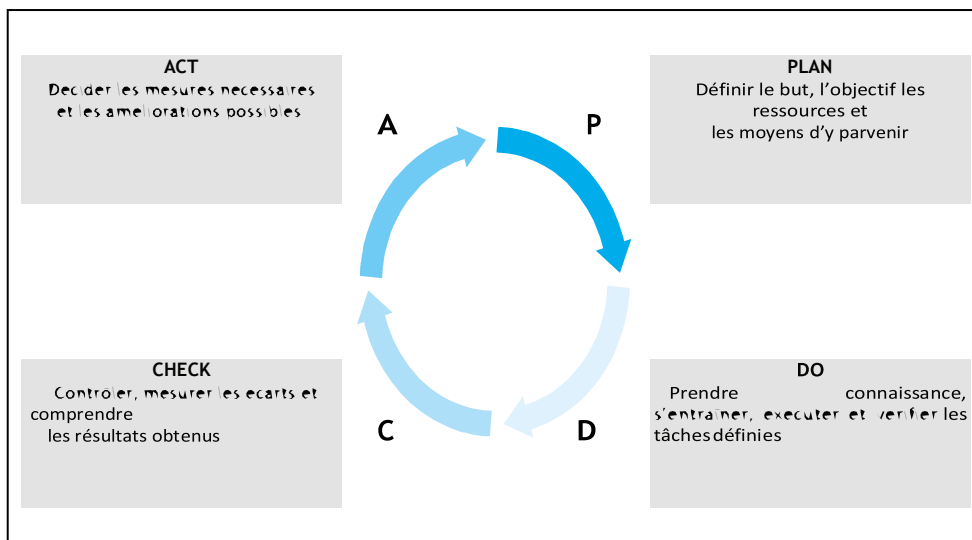 ACT
Decider les mesures necessaires
et les ameliorations possibles
A
P
PLAN
Définir le but, l’objectif les
ressources et
les moyens d’y parvenir
CHECK
Contrôler, mesurer les ecarts et
comprendre
les résultats obtenus
C
D
DO
Prendre connaissance,
s’entraîner, executer et verifier les
tâches définies